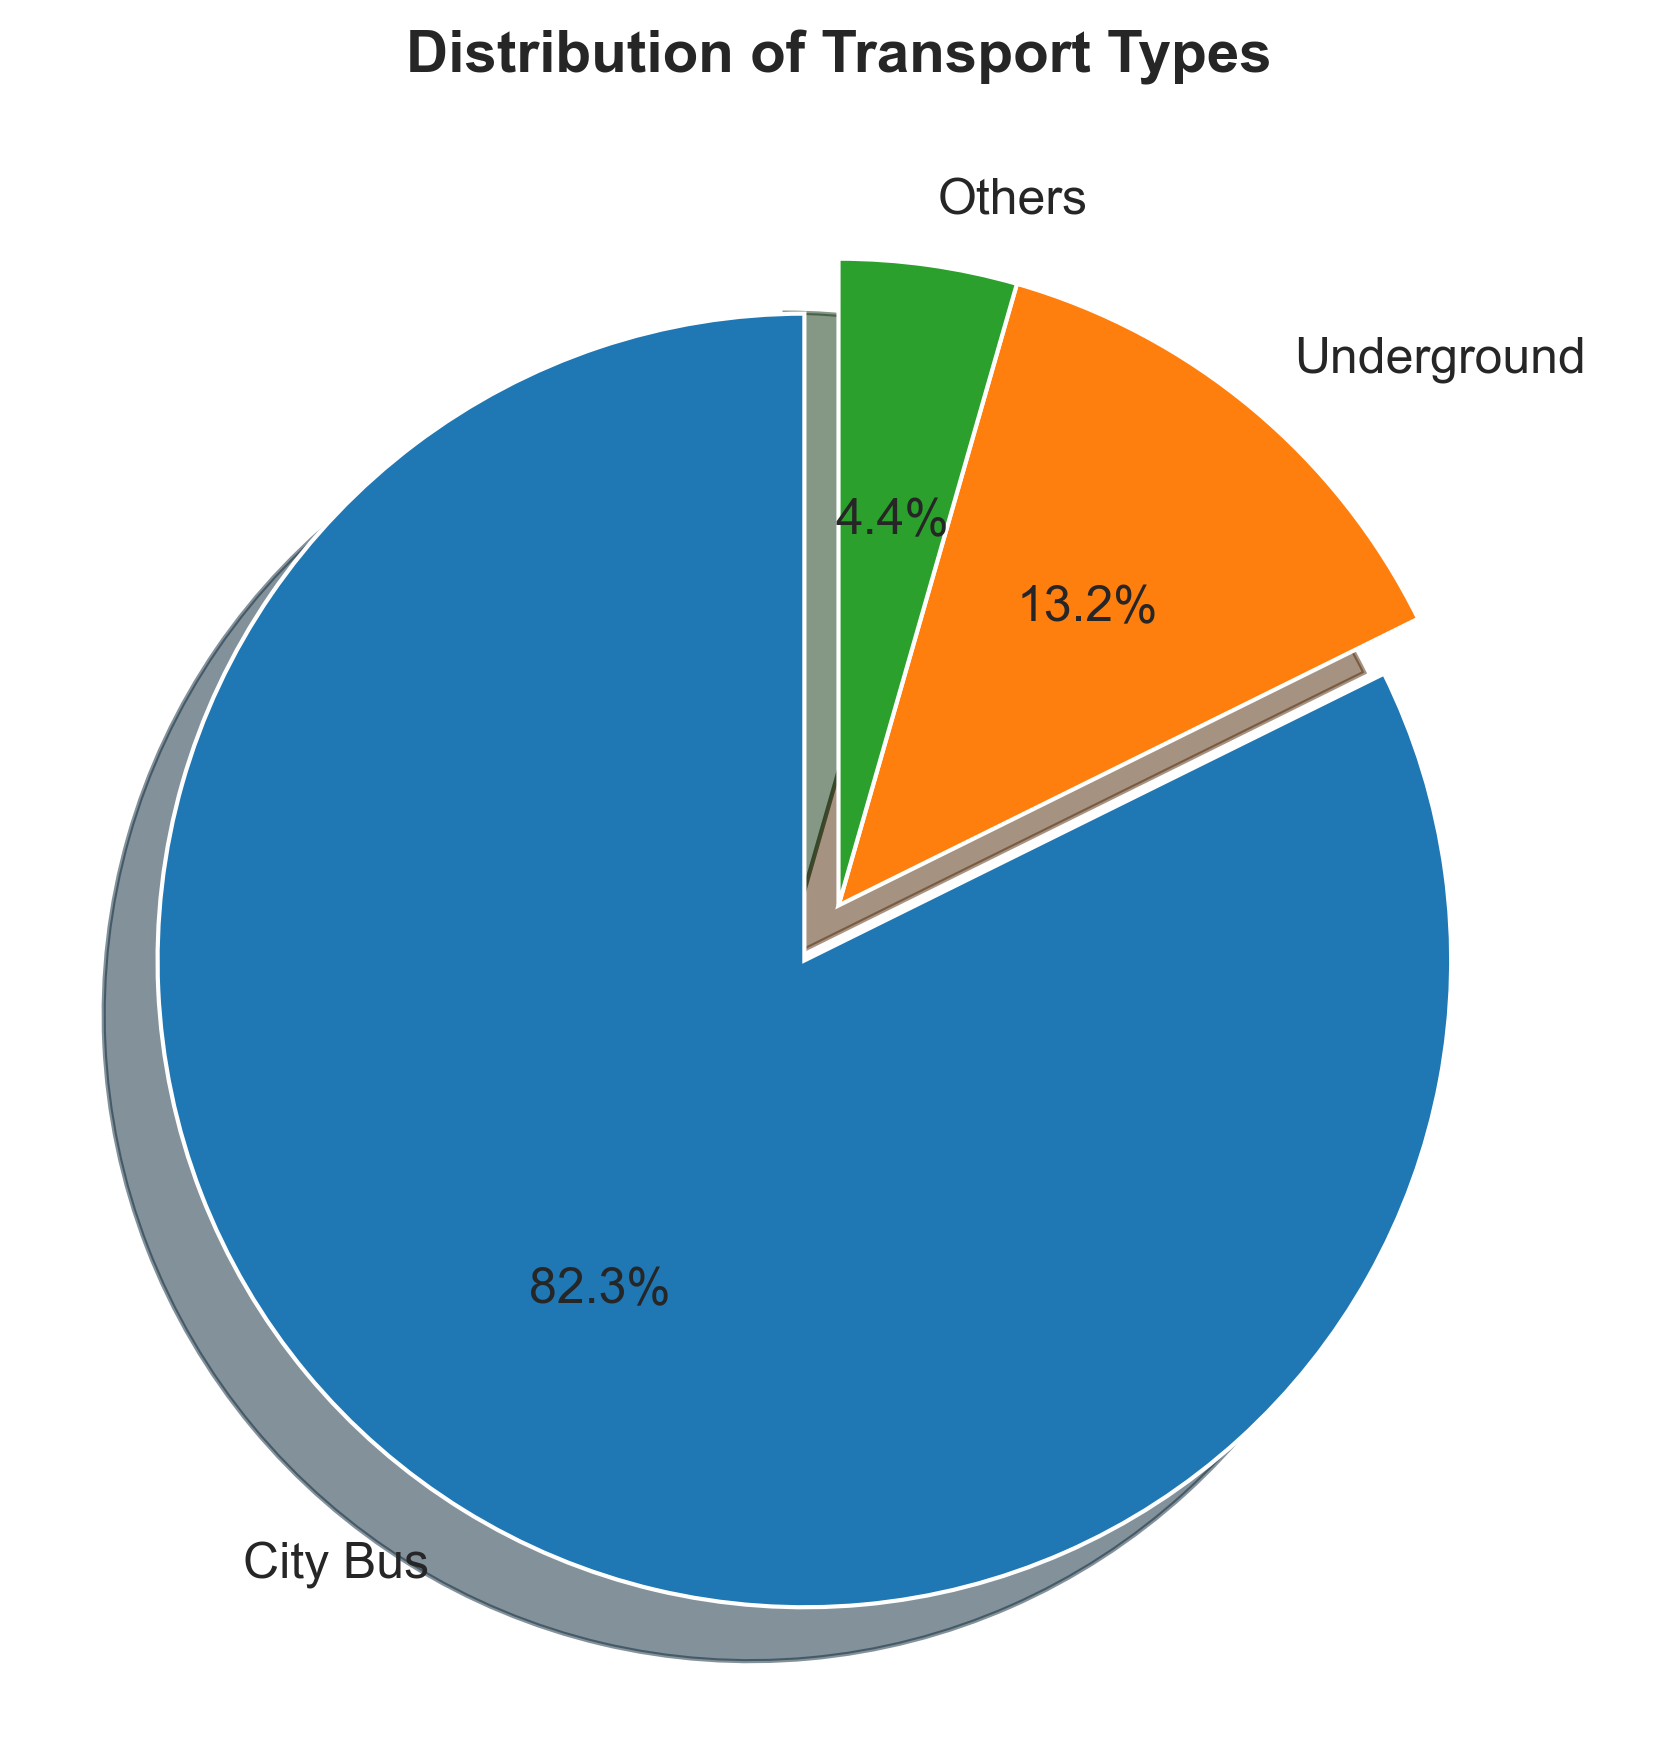 Distribution of Transport Types
Others
Underground
4.4%
13.2%
82.3%
City Bus